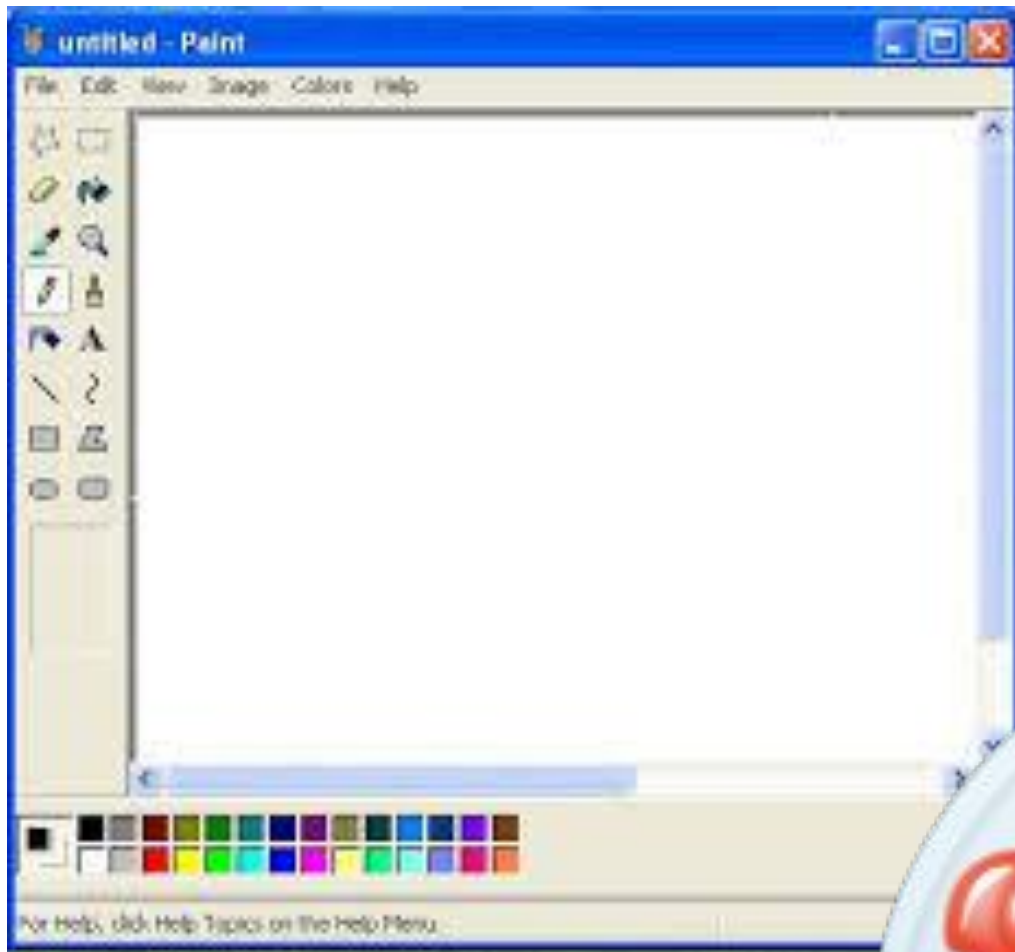 untitled - Paint
File Edit View Image Colors Help
A
For Help, click Help Topics on the Help Menu.